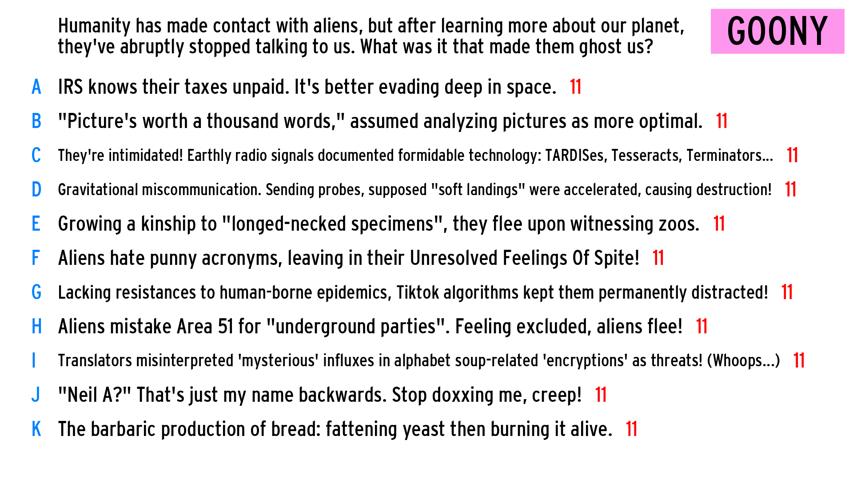 Humanity has made contact with aliens, but after learning more about our planet,
they've abruptly stopped talking to us. What was it that made them ghost us?
GOONY
A IRS knows their taxes unpaid. It's better evading deep in space. 11
B "Picture's worth a thousand words," assumed analyzing pictures as more optimal. 11
C They're intimidated! Earthly radio signals documented formidable technology: TARDISes, Tesseracts, Terminators... 11
D Gravitational miscommunication. Sending probes, supposed "soft landings" were accelerated, causing destruction! 11
E Growing a kinship to "longed-necked specimens", they flee upon witnessing zoos. 11
F Aliens hate punny acronyms, leaving in their Unresolved Feelings Of Spite! 11
G Lacking resistances to human-borne epidemics, Tiktok algorithms kept them permanently distracted! 11
H Aliens mistake Area 51 for "underground parties". Feeling excluded, aliens flee! 11
I Translators misinterpreted 'mysterious' influxes in alphabet soup-related 'encryptions' as threats! (Whoops...) 11
J "Neil A?" That's just my name backwards. Stop doxxing me, creep! 11
K The barbaric production of bread: fattening yeast then burning it alive. 11